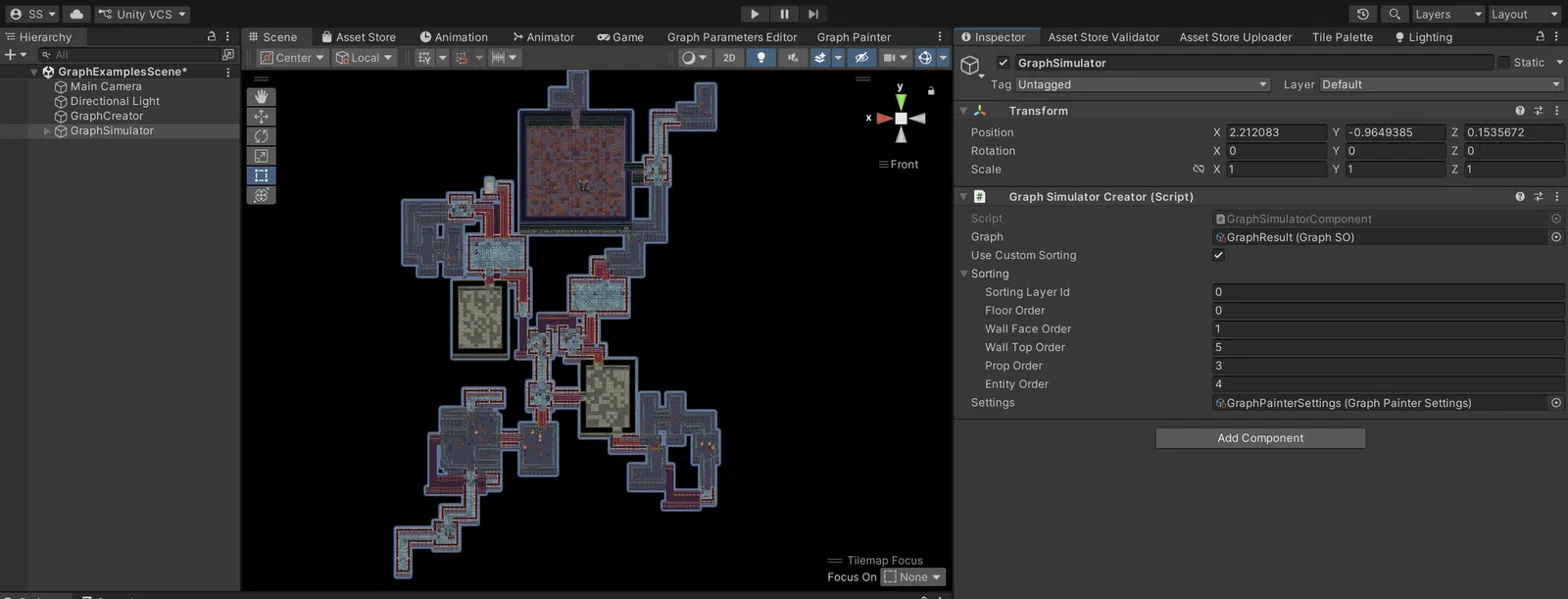 SS Unity VCS Layers Layout
Hierarchy
All
GraphExamplesScene*
Main Camera
Directional Light
GraphCreator
GraphSimulator
Scene Asset Store Animation Animator Game Graph Parameters Editor Graph Painter
Center Local 2D
y
x
Front
Tilemap Focus
Focus On None
Inspector Asset Store Validator Asset Store Uploader Tile Palette Lighting
GraphSimulator Static
Tag Untagged Layer Default
Transform
Position X 2.212083 Y -0.9649385 Z 0.1535672
Rotation X 0 Y 0 Z 0
Scale X 1 Y 1 Z 1
# Graph Simulator Creator (Script)
Script GraphSimulatorComponent
Graph GraphResult (Graph SO)
Use Custom Sorting
Sorting
Sorting Layer Id 0
Floor Order 0
Wall Face Order 1
Wall Top Order 5
Prop Order 3
Entity Order 4
Settings GraphPainterSettings (Graph Painter Settings)
Add Component